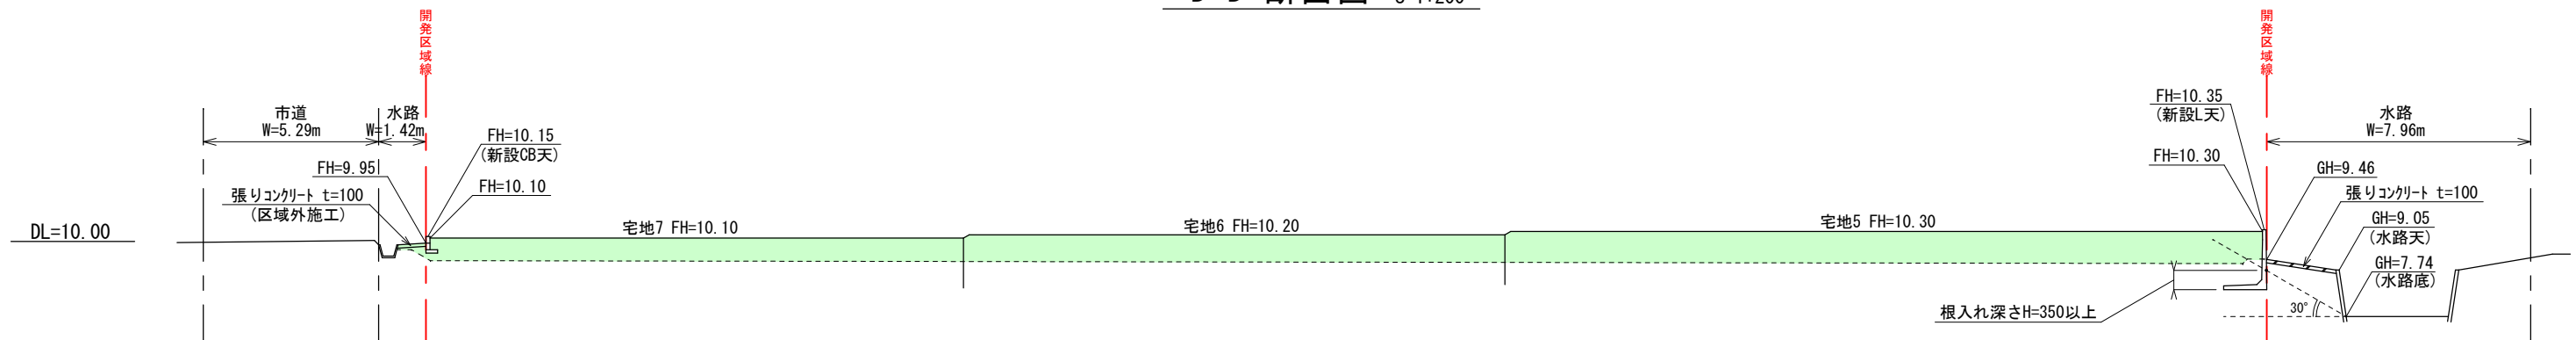 開発区域線
市道
W=5.29m
水路
W=1.42m
FH=10.15
(新設CB天)
FH=9.95
FH=10.10
張りコンクリート t=100
(区域外施工)
DL=10.00
宅地7 FH=10.10
宅地6 FH=10.20
宅地5 FH=10.30
開発区域線
FH=10.35
(新設L天)
FH=10.30
水路
W=7.96m
GH=9.46
張りコンクリート t=100
GH=9.05
(水路天)
GH=7.74
(水路底)
30°
根入れ深さH=350以上